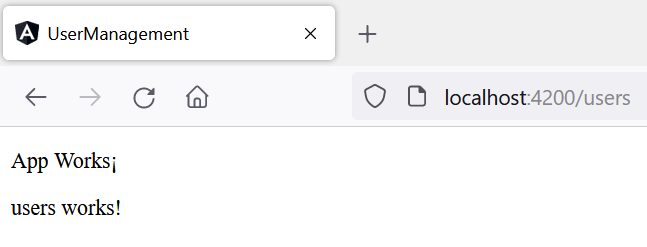 UserManagement
localhost:4200/users
App Works¡
users works!